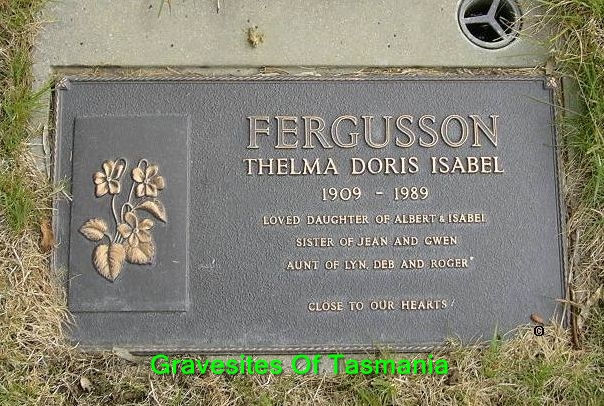 FERGUSSON
THELMA DORIS ISABEL
1909 - 1989
LOVED DAUGHTER OF ALBERT & ISABEL
SISTER OF JEAN AND GWEN
AUNT OF LYN, DEB AND ROGER
CLOSE TO OUR HEARTS
©
Gravesites Of Tasmania